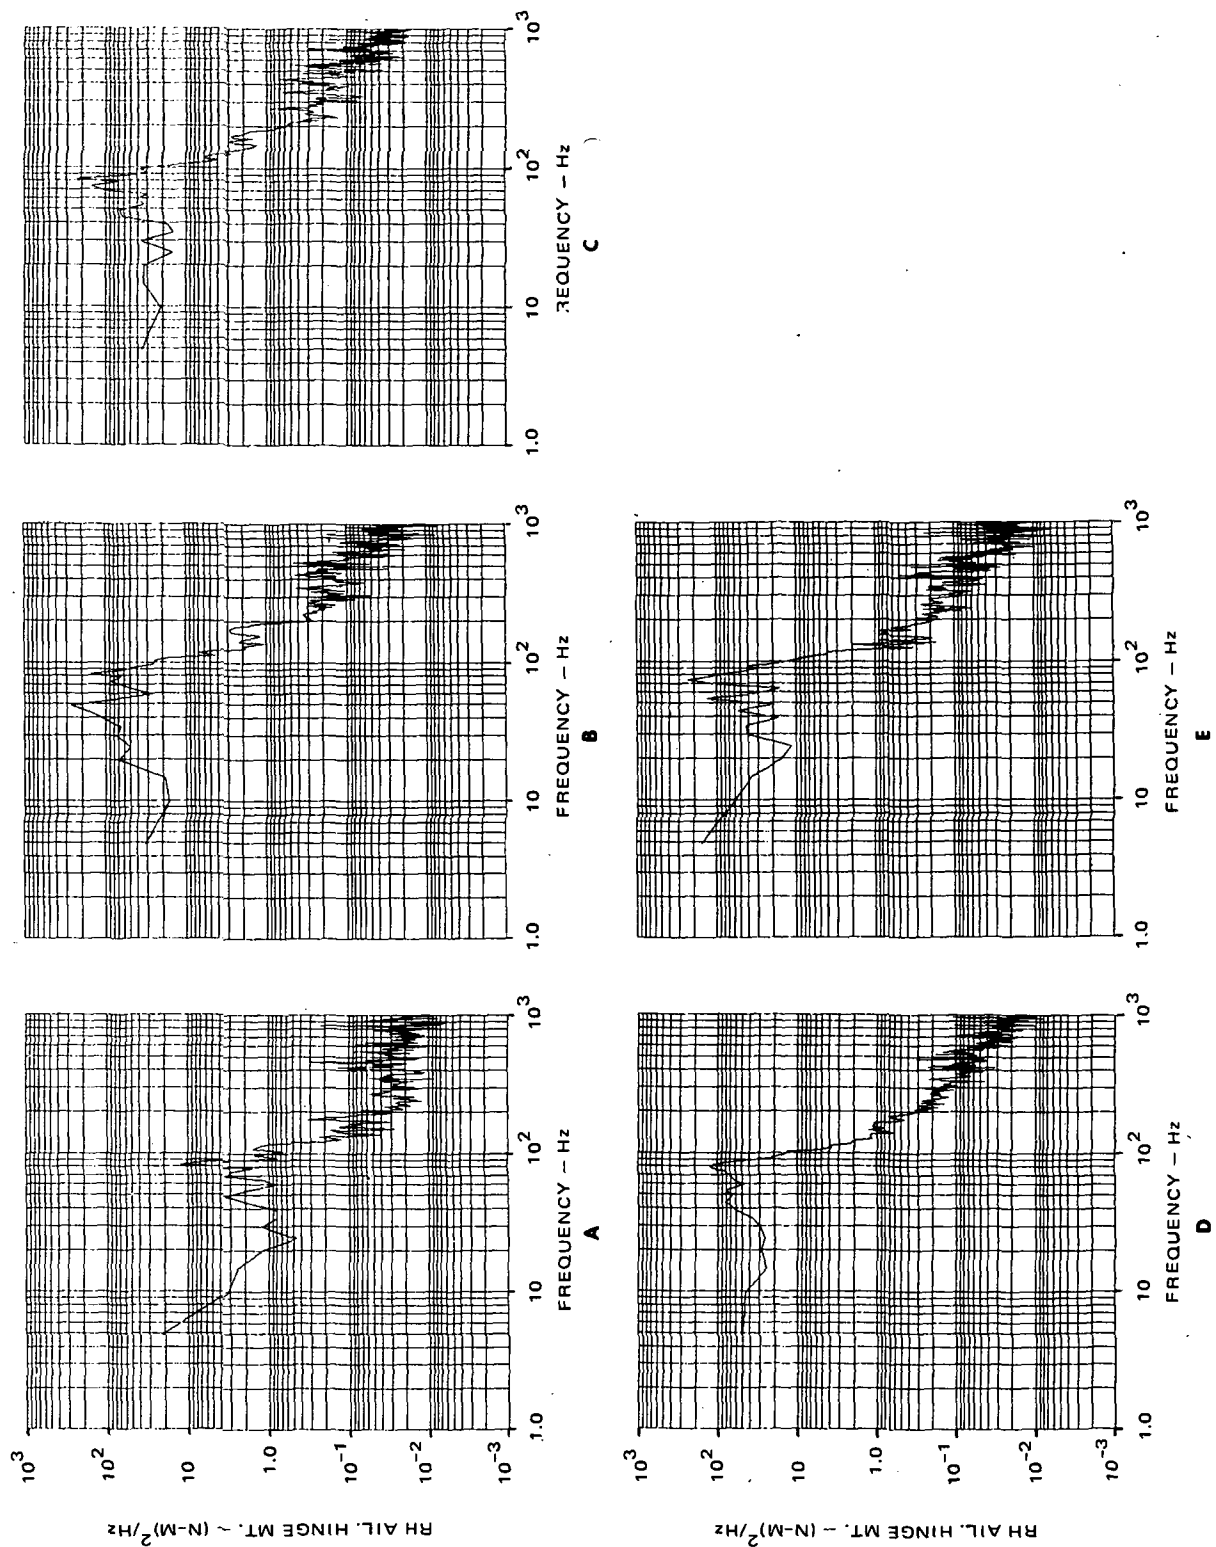 RH AIL. HINGE MT. ~ (N-M)²/Hz
10³
10²
10
1.0
10⁻¹
10⁻²
10⁻³
1.0
10
10²
10³
FREQUENCY – Hz
A
1.0
10
10²
10³
FREQUENCY – Hz
B
1.0
10
10²
10³
REQUENCY – Hz
C
RH AIL. HINGE MT. ~ (N-M)²/Hz
10³
10²
10
1.0
10⁻¹
10⁻²
10⁻³
1.0
10
10²
10³
FREQUENCY – Hz
D
1.0
10
10²
10³
FREQUENCY – Hz
E